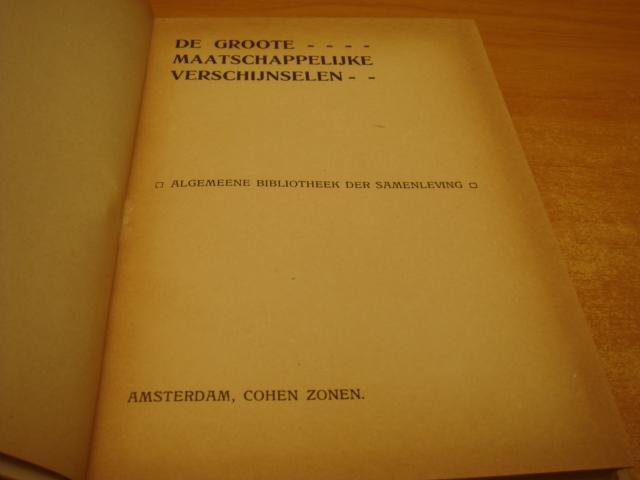 DE GROOTE - - - -
MAATSCHAPPELIJKE
VERSCHIJNSELEN - -
□ ALGEMEENE BIBLIOTHEEK DER SAMENLEVING □
AMSTERDAM, COHEN ZONEN.